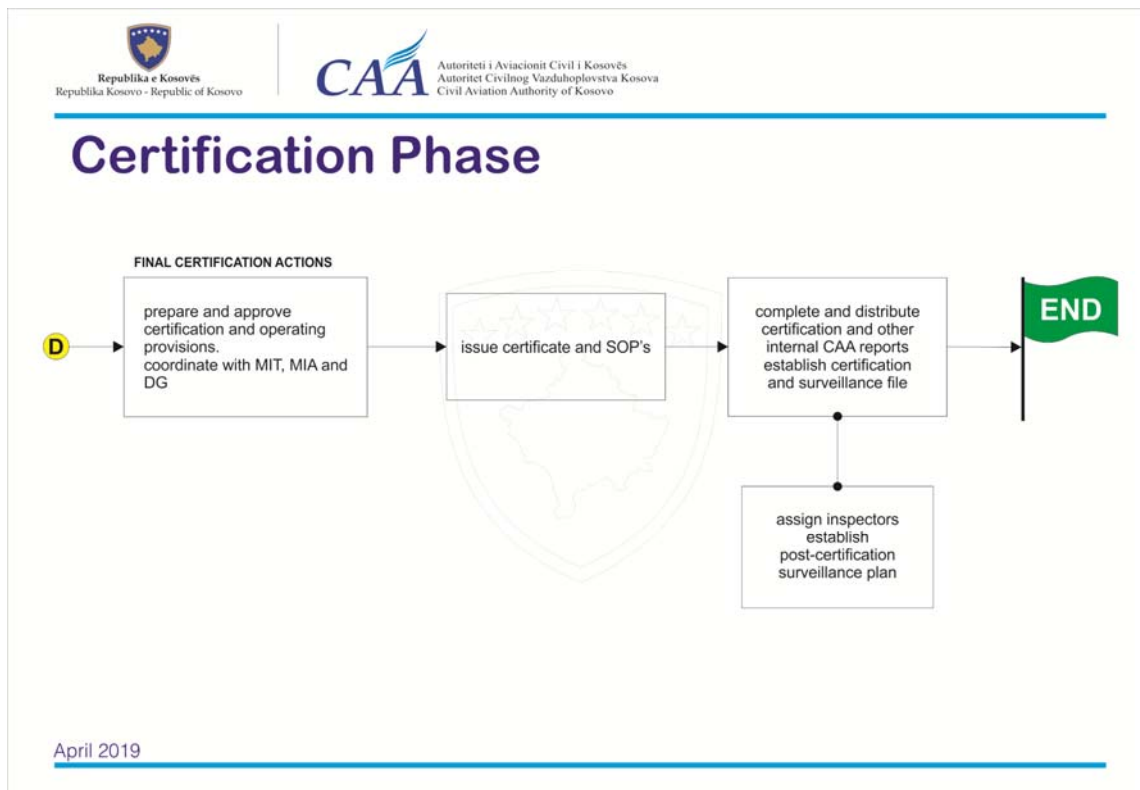 Republika e Kosovës
Republika Kosovo - Republic of Kosovo
CAA
Autoriteti i Aviacionit Civil i Kosovës
Autoritet Civilnog Vazduhoplovstva Kosova
Civil Aviation Authority of Kosovo
Certification Phase
FINAL CERTIFICATION ACTIONS
D
prepare and approve
certification and operating
provisions.
coordinate with MIT, MIA and
DG
issue certificate and SOP's
complete and distribute
certification and other
internal CAA reports
establish certification
and surveillance file
END
assign inspectors
establish
post-certification
surveillance plan
April 2019